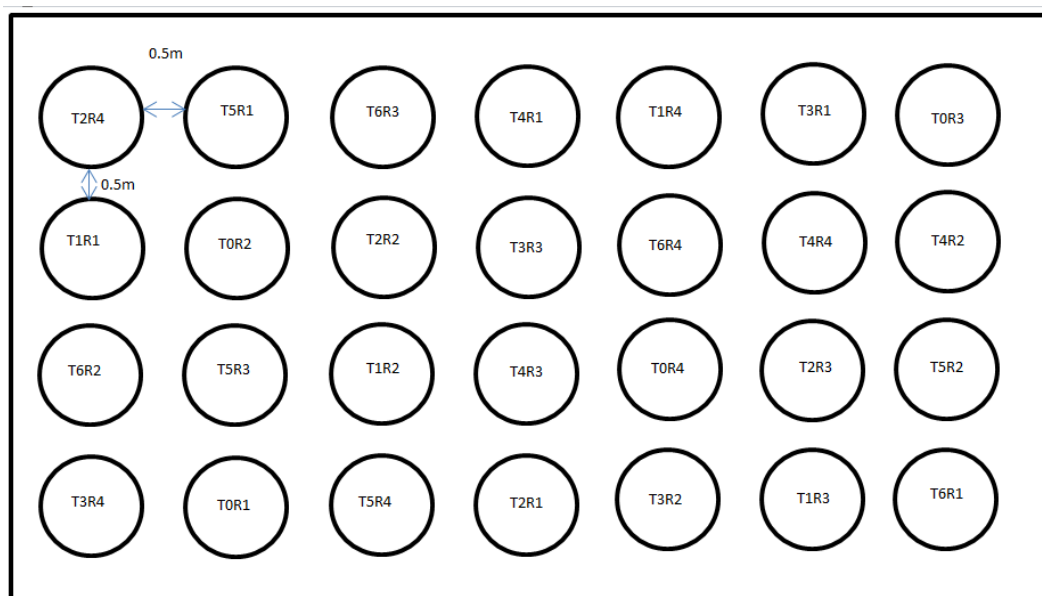 0.5m
T2R4 T5R1 T6R3 T4R1 T1R4 T3R1 T0R3
0.5m
T1R1 T0R2 T2R2 T3R3 T6R4 T4R4 T4R2
T6R2 T5R3 T1R2 T4R3 T0R4 T2R3 T5R2
T3R4 T0R1 T5R4 T2R1 T3R2 T1R3 T6R1